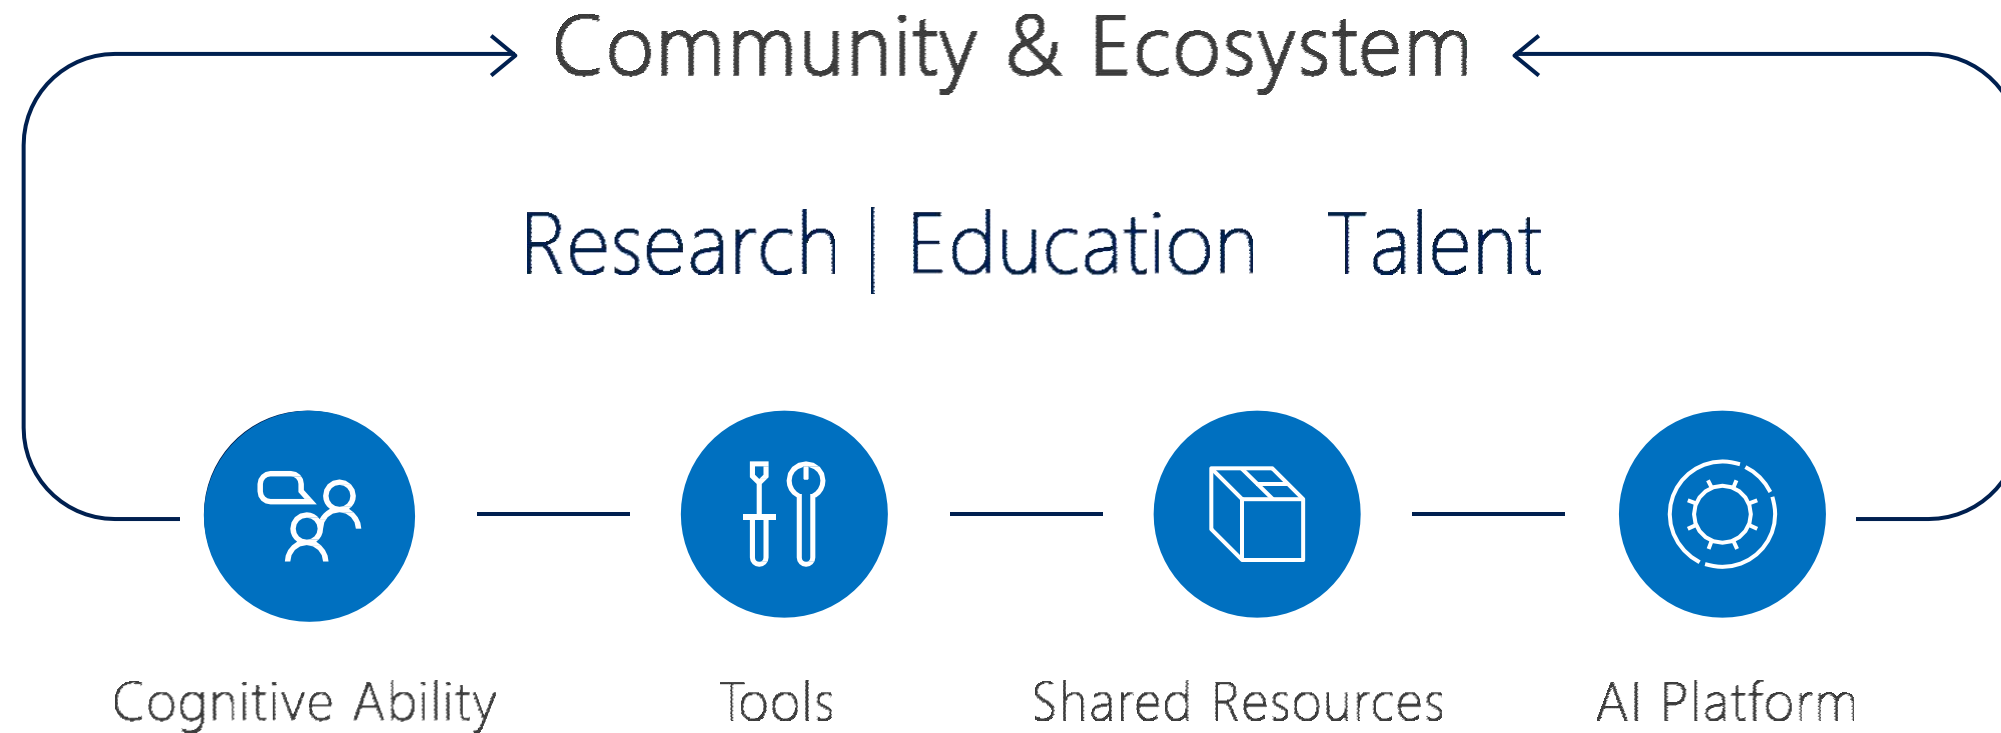 Community & Ecosystem
Research | Education Talent
Cognitive Ability
Tools
Shared Resources
AI Platform